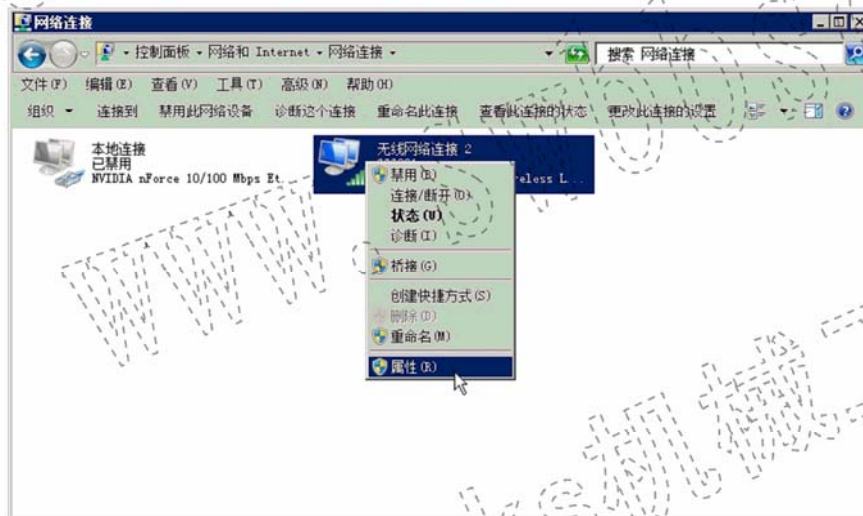 网络连接
控制面板 网络和 Internet 网络连接
搜索 网络连接
文件(F) 编辑(E) 查看(V) 工具(T) 高级(N) 帮助(H)
组织 连接到 禁用此网络设备 诊断这个连接 重命名此连接 查看此连接的状态 更改此连接的设置
本地连接
已禁用
NVIDIA nForce 10/100 Mbps Et...
无线网络连接 2
eless L...
禁用(B)
连接/断开(O)
状态(U)
诊断(I)
桥接(G)
创建快捷方式(S)
删除(D)
重命名(M)
属性(R)
www.
机械